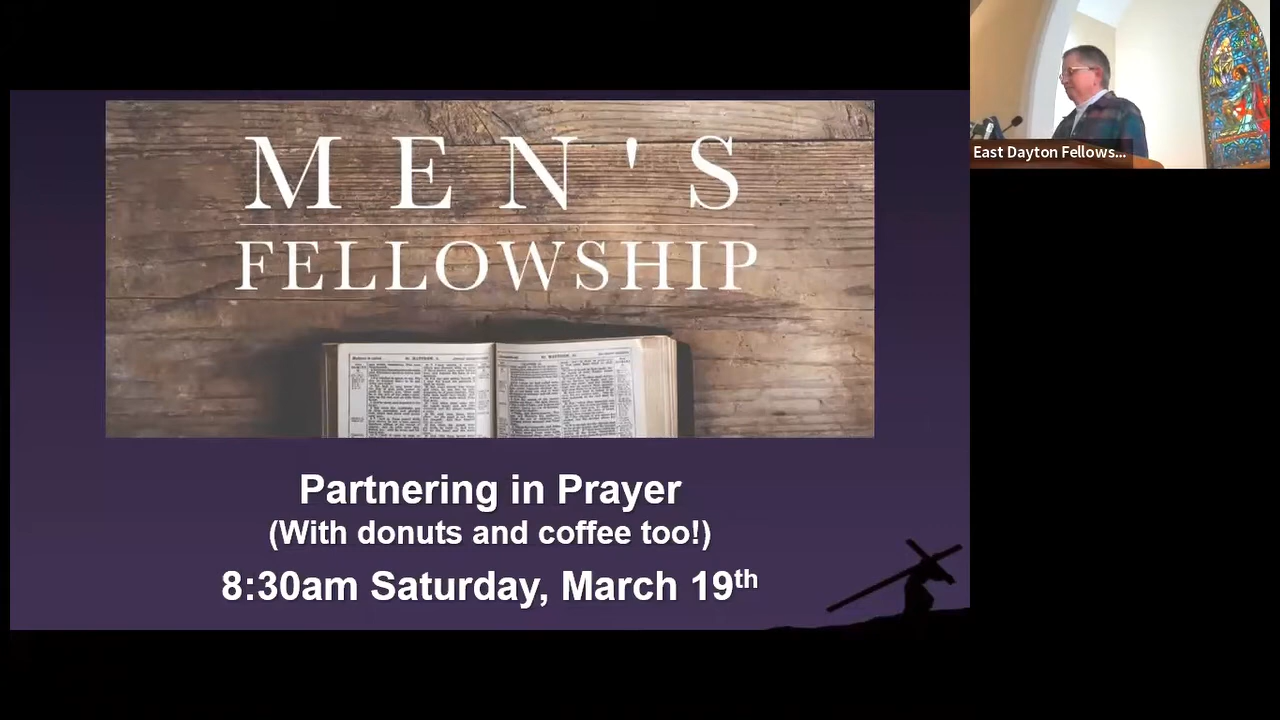 MEN'S
FELLOWSHIP
Partnering in Prayer
(With donuts and coffee too!)
8:30am Saturday, March 19th
East Dayton Fellows...